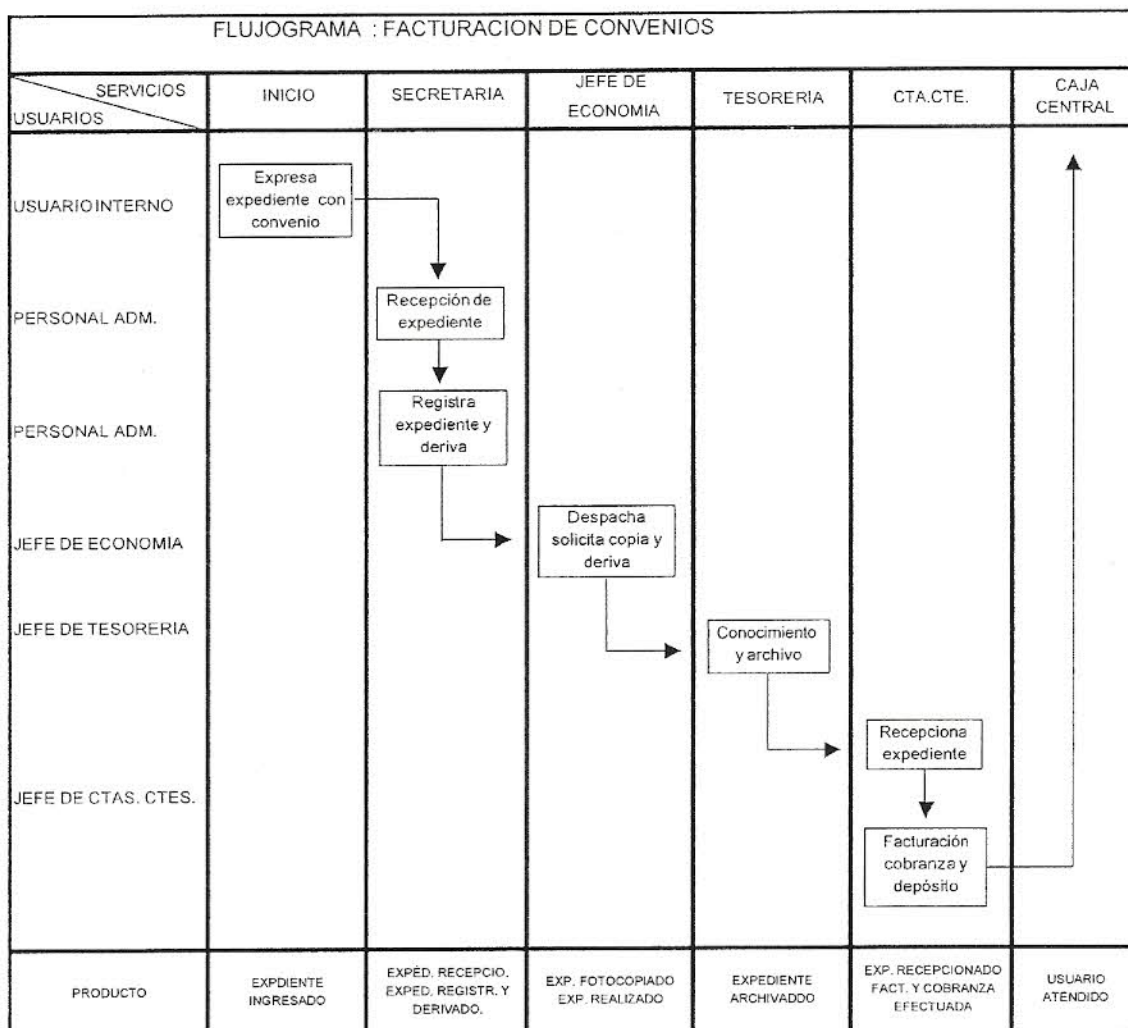 FLUJOGRAMA : FACTURACION DE CONVENIOS
SERVICIOS
USUARIOS
INICIO
SECRETARIA
JEFE DE
ECONOMIA
TESORERIA
CTA.CTE.
CAJA
CENTRAL
USUARIO INTERNO
Expresa
expediente con
convenio
PERSONAL ADM.
Recepción de
expediente
PERSONAL ADM.
Registra
expediente y
deriva
JEFE DE ECONOMIA
Despacha
solicita copia y
deriva
JEFE DE TESORERIA
Conocimiento
y archivo
Recepciona
expediente
JEFE DE CTAS. CTES.
Facturación
cobranza y
depósito
PRODUCTO
EXPDIENTE
INGRESADO
EXPED. RECEPCIO.
EXPED. REGISTR. Y
DERIVADO.
EXP. FOTOCOPIADO
EXP. REALIZADO
EXPEDIENTE
ARCHIVADDO
EXP. RECEPCIONADO
FACT. Y COBRANZA
EFECTUADA
USUARIO
ATENDIDO